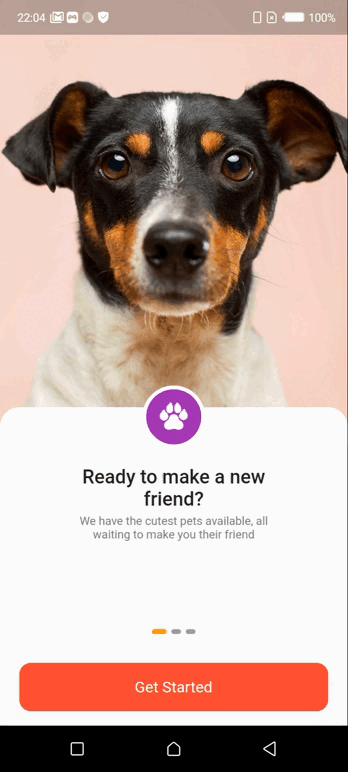 22:04
100%
Ready to make a new
friend?
We have the cutest pets available, all
waiting to make you their friend
Get Started